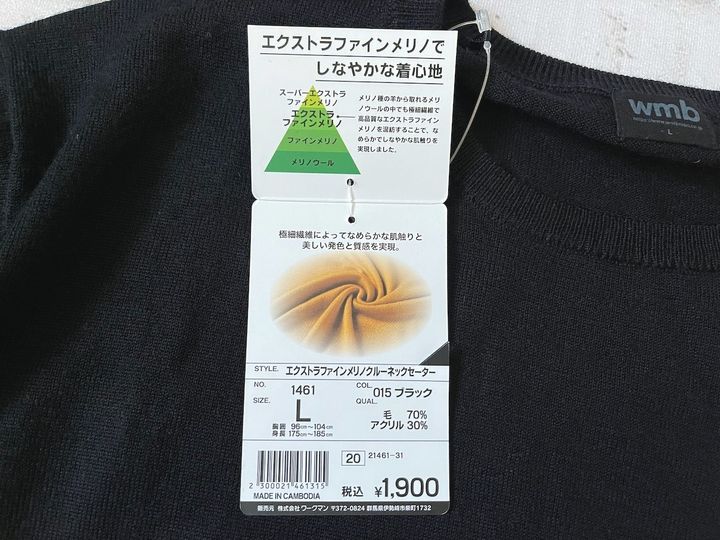 エクストラファインメリノで
しなやかな着心地
スーパーエクストラ
ファインメリノ
エクストラ
ファインメリノ
ファインメリノ
メリノウール
メリノ種の羊から取れるメリ
ノウールの中でも極細繊維で
高品質なエクストラファイン
メリノを混紡することで、な
めらかでしなやかな肌触りを
実現しました。
wmb
L
極細繊維によってなめらかな肌触りと
美しい発色と質感を実現。
STYLE. エクストラファインメリノクルーネックセーター
NO. 1461
COL. 015 ブラック
SIZE. L
胸囲 96cm〜104cm
身長 175cm〜185cm
QUAL.
毛 70%
アクリル 30%
20 21461-31
2 300021 461315
MADE IN CAMBODIA
税込 ¥1,900
販売元 株式会社 ワークマン 〒372-0824 群馬県伊勢崎市柴町1732